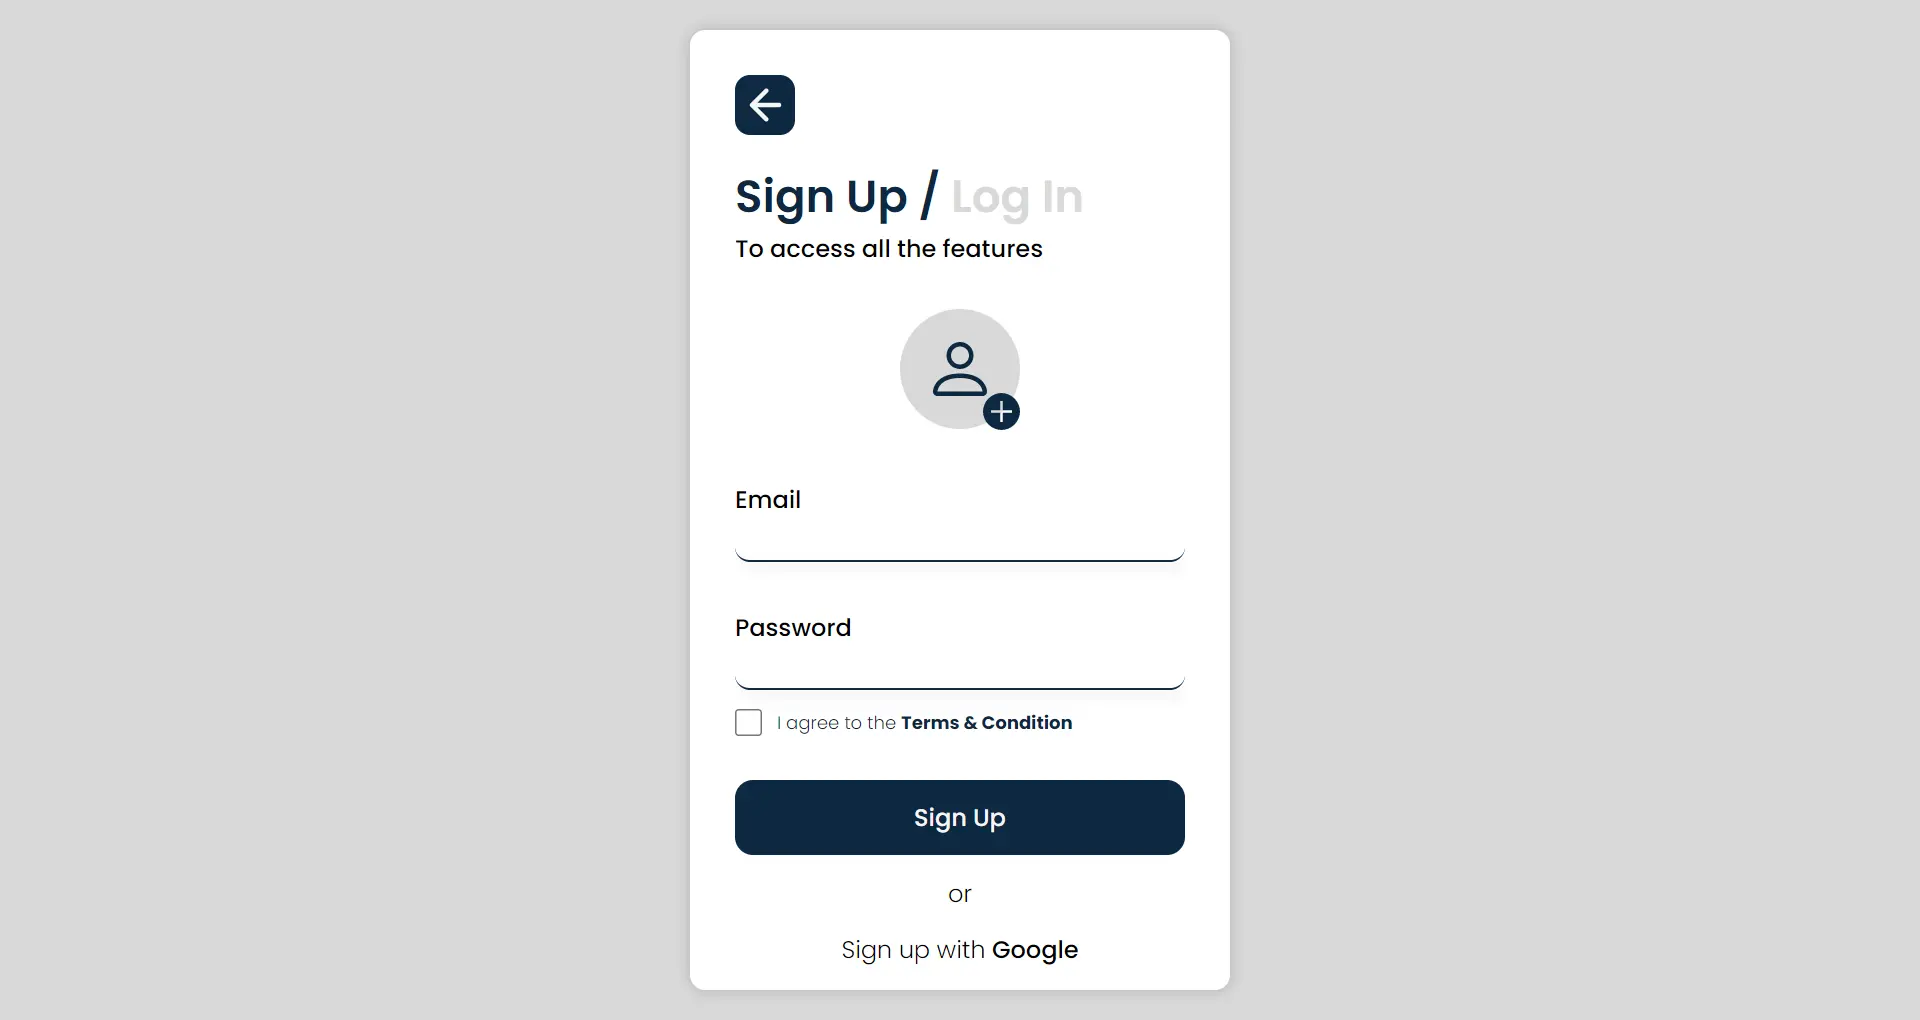 Sign Up / Log In
To access all the features
Email
Password
I agree to the Terms & Condition
Sign Up
or
Sign up with Google